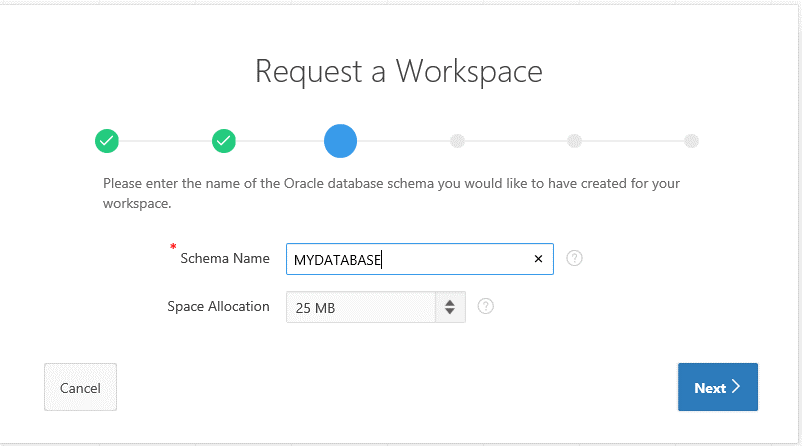 Request a Workspace
Please enter the name of the Oracle database schema you would like to have created for your
workspace.
* Schema Name MYDATABASE × ?
Space Allocation 25 MB ?
Cancel Next >